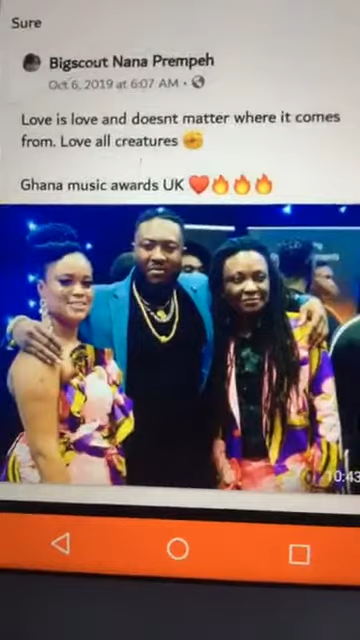 Sure
Bigscout Nana Prempeh
Oct 6, 2019 at 6:07 AM ·
Love is love and doesnt matter where it comes
from. Love all creatures ✊
Ghana music awards UK ❤️🔥🔥🔥
10:43